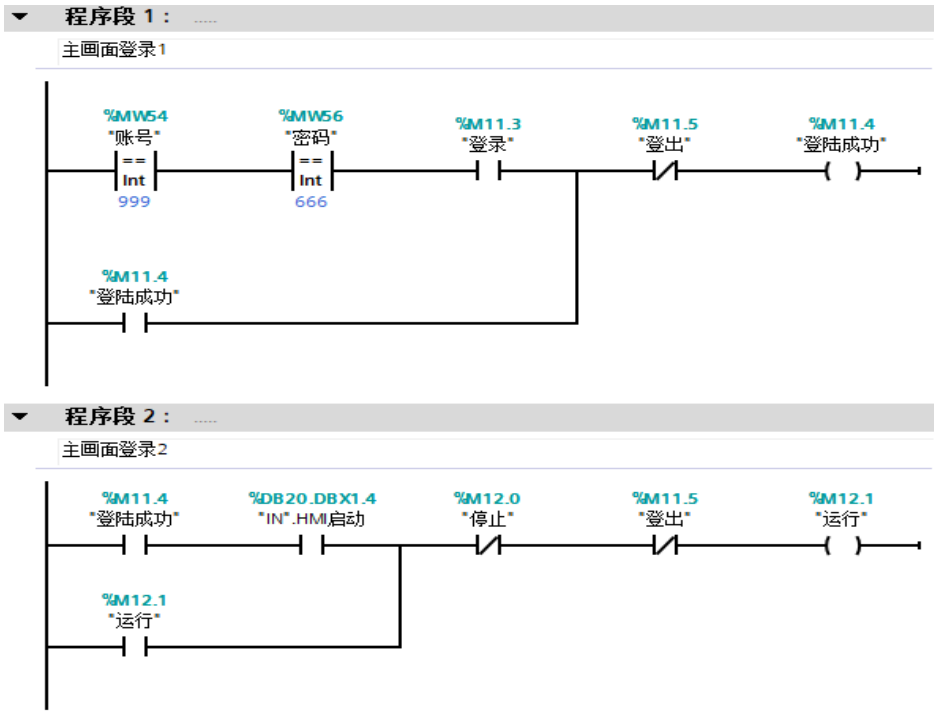 程序段 1： .....
主画面登录1
%MW54 %MW56 %M11.3 %M11.5 %M11.4
"账号" "密码" "登录" "登出" "登陆成功"
== ==
Int Int
999 666
%M11.4
"登陆成功"
程序段 2： .....
主画面登录2
%M11.4 %DB20.DBX1.4 %M12.0 %M11.5 %M12.1
"登陆成功" "IN".HMI启动 "停止" "登出" "运行"
%M12.1
"运行"